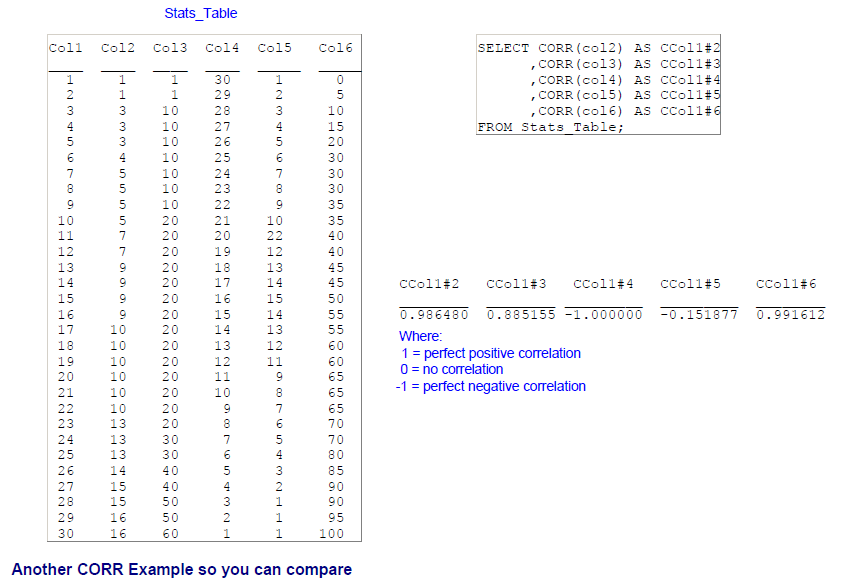 Stats_Table
Col1 Col2 Col3 Col4 Col5 Col6
1 1 1 30 1 0
2 1 1 29 2 5
3 3 10 28 3 10
4 3 10 27 4 15
5 3 10 26 5 20
6 4 10 25 6 30
7 5 10 24 7 30
8 5 10 23 8 30
9 5 10 22 9 35
10 5 20 21 10 35
11 7 20 20 22 40
12 7 20 19 12 40
13 9 20 18 13 45
14 9 20 17 14 45
15 9 20 16 15 50
16 9 20 15 14 55
17 10 20 14 13 55
18 10 20 13 12 60
19 10 20 12 11 60
20 10 20 11 9 65
21 10 20 10 8 65
22 10 20 9 7 65
23 13 20 8 6 70
24 13 30 7 5 70
25 13 30 6 4 80
26 14 40 5 3 85
27 15 40 4 2 90
28 15 50 3 1 90
29 16 50 2 1 95
30 16 60 1 1 100
SELECT CORR(col2) AS CCol1#2
,CORR(col3) AS CCol1#3
,CORR(col4) AS CCol1#4
,CORR(col5) AS CCol1#5
,CORR(col6) AS CCol1#6
FROM Stats_Table;
CCol1#2 CCol1#3 CCol1#4 CCol1#5 CCol1#6
0.986480 0.885155 -1.000000 -0.151877 0.991612
Where:
1 = perfect positive correlation
0 = no correlation
-1 = perfect negative correlation
Another CORR Example so you can compare